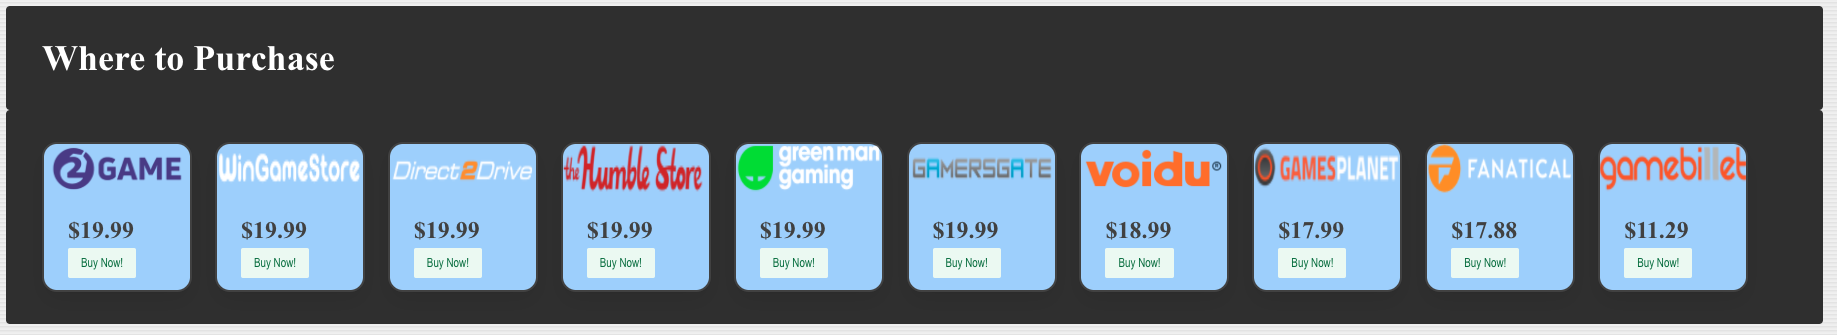 Where to Purchase
2 GAME
$19.99
Buy Now!
WinGameStore
$19.99
Buy Now!
Direct2Drive
$19.99
Buy Now!
the Humble Store
$19.99
Buy Now!
green man
gaming
$19.99
Buy Now!
GAMERSGATE
$19.99
Buy Now!
voidu®
$18.99
Buy Now!
GAMESPLANET
$17.99
Buy Now!
F FANATICAL
$17.88
Buy Now!
gamebillet
$11.29
Buy Now!